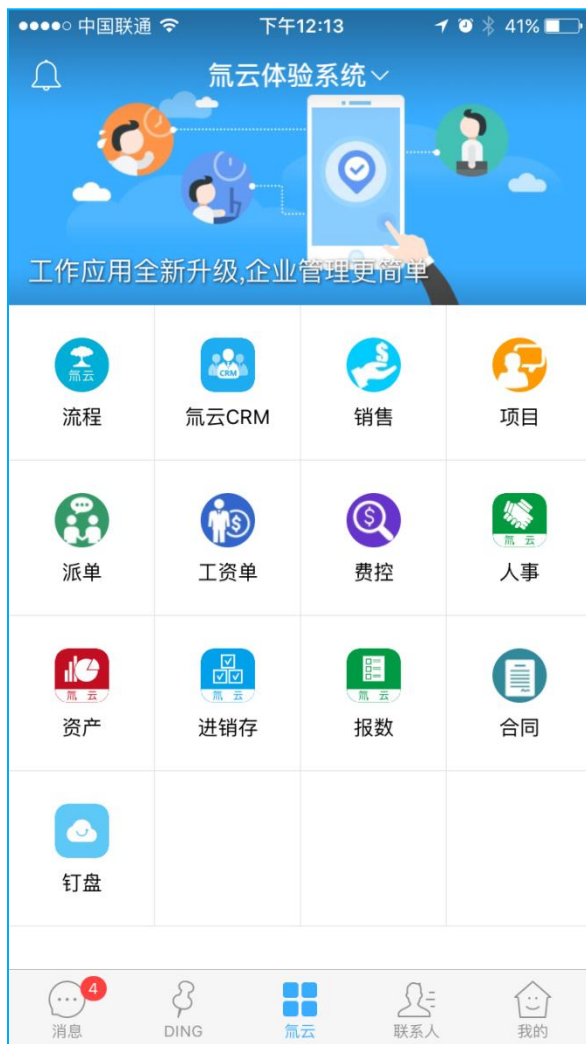 中国联通 下午12:13 41%
氚云体验系统
工作应用全新升级,企业管理更简单
氚云 CRM
流程 氚云CRM 销售 项目
氚云
派单 工资单 费控 人事
氚云 氚云 氚云
资产 进销存 报数 合同
钉盘
4
消息 DING 氚云 联系人 我的